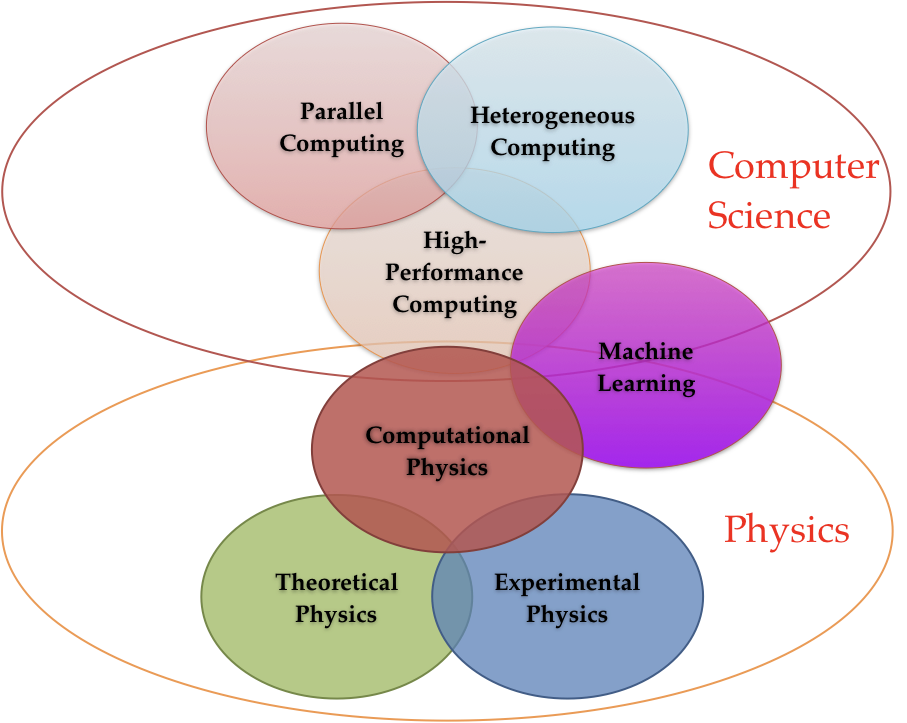 Parallel
Computing
Heterogeneous
Computing
Computer
Science
High-
Performance
Computing
Machine
Learning
Computational
Physics
Physics
Theoretical
Physics
Experimental
Physics